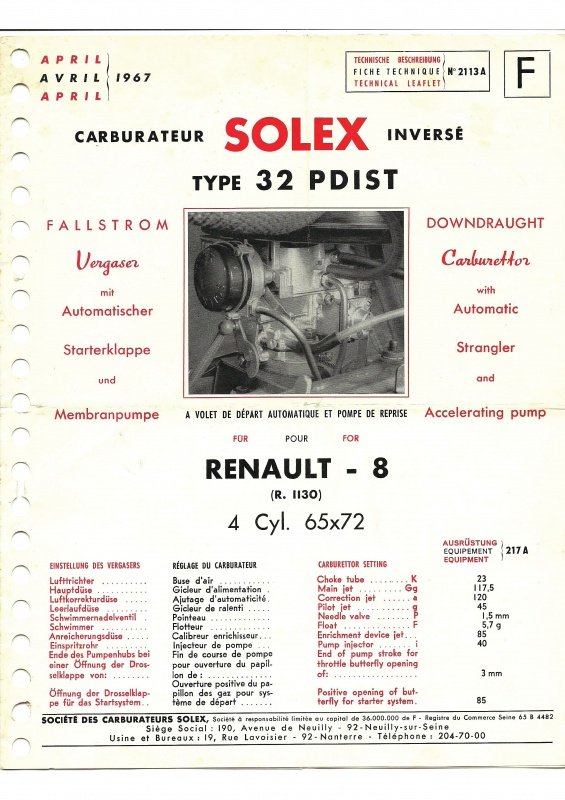 APRIL
AVRIL 1967
APRIL
TECHNISCHE BESCHREIBUNG
FICHE TECHNIQUE N° 2113 A
TECHNICAL LEAFLET
F
CARBURATEUR SOLEX INVERSÉ
TYPE 32 PDIST
FALLSTROM
Vergaser
mit
Automatischer
Starterklappe
und
Membranpumpe
DOWNDRAUGHT
Carburettor
with
Automatic
Strangler
and
Accelerating pump
A VOLET DE DÉPART AUTOMATIQUE ET POMPE DE REPRISE
FÜR POUR FOR
RENAULT - 8
(R. 1130)
4 Cyl. 65x72
AUSRÜSTUNG
EQUIPEMENT 217 A
EQUIPMENT
EINSTELLUNG DES VERGASERS
Lufttrichter ..........
Hauptdüse ..........
Luftkorrekturdüse ......
Leerlaufdüse ..........
Schwimmernadelventil .
Schwimmer ..........
Anreicherungsdüse .....
Einspritzrohr ..........
Ende des Pumpenhubs bei
einer Öffnung der Dros-
selklappe von: ........
Öffnung der Drosselklap-
pe für das Startsystem..
RÉGLAGE DU CARBURATEUR
Buse d'air ...........
Gicleur d'alimentation .
Ajutage d'automaticité.
Gicleur de ralenti .....
Pointeau .............
Flotteur .............
Calibreur enrichisseur...
Injecteur de pompe ....
Fin de course de pompe
pour ouverture du papil-
lon de : .............
Ouverture positive du pa-
pillon des gaz pour sys-
tème de départ .......
CARBURETTOR SETTING
Choke tube ........ K 23
Main jet .......... Gg 117,5
Correction jet ...... a 120
Pilot jet .......... g 45
Needle valve ....... P 1,5 mm
Float ............. F 5,7 g
Enrichment device jet... 85
Pump injector ...... i 40
End of pump stroke for
throttle butterfly opening
of: ............... 3 mm
Positive opening of but-
terfly for starter system. 85
SOCIÉTÉ DES CARBURATEURS SOLEX, Société à responsabilité limitée au capital de 36.000.000 de F - Registre du Commerce Seine 65 B 4482
Siège Social : 190, Avenue de Neuilly - 92-Neuilly-sur-Seine
Usine et Bureaux : 19, Rue Lavoisier - 92-Nanterre - Téléphone : 204-70-00